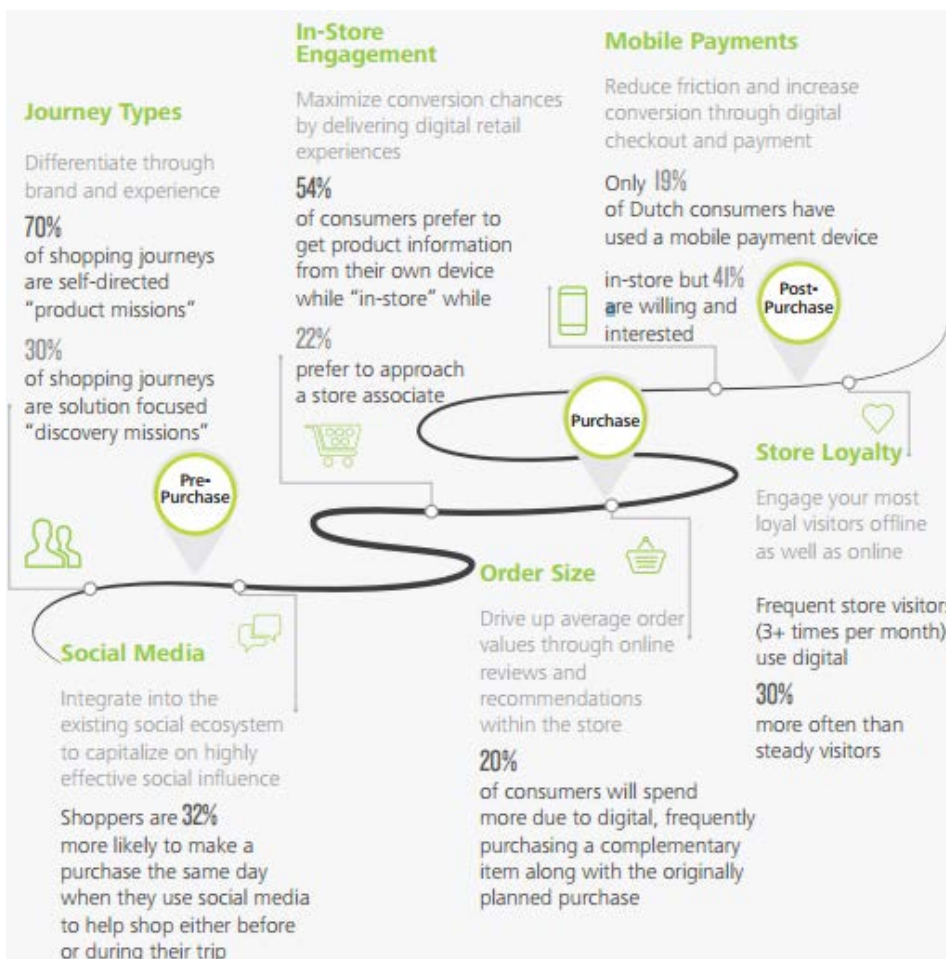 Journey Types
Differentiate through
brand and experience
70%
of shopping journeys
are self-directed
“product missions”
30%
of shopping journeys
are solution focused
“discovery missions”
In-Store
Engagement
Maximize conversion chances
by delivering digital retail
experiences
54%
of consumers prefer to
get product information
from their own device
while “in-store” while
22%
prefer to approach
a store associate
Mobile Payments
Reduce friction and increase
conversion through digital
checkout and payment
Only 19%
of Dutch consumers have
used a mobile payment device
in-store but 41%
are willing and
interested
Pre-
Purchase
Purchase
Post-
Purchase
Social Media
Integrate into the
existing social ecosystem
to capitalize on highly
effective social influence
Shoppers are 32%
more likely to make a
purchase the same day
when they use social media
to help shop either before
or during their trip
Order Size
Drive up average order
values through online
reviews and
recommendations
within the store
20%
of consumers will spend
more due to digital, frequently
purchasing a complementary
item along with the originally
planned purchase
Store Loyalty
Engage your most
loyal visitors offline
as well as online
Frequent store visitors
(3+ times per month)
use digital
30%
more often than
steady visitors